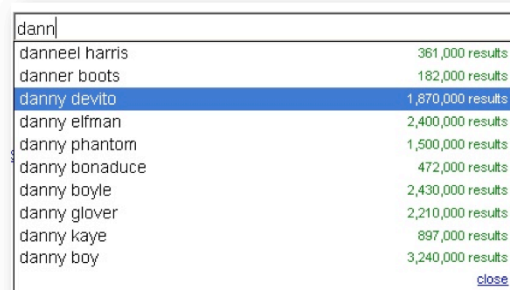 dann
danneel harris 361,000 results
danner boots 182,000 results
danny devito 1,870,000 results
danny elfman 2,400,000 results
danny phantom 1,500,000 results
danny bonaduce 472,000 results
danny boyle 2,430,000 results
danny glover 2,210,000 results
danny kaye 897,000 results
danny boy 3,240,000 results
close